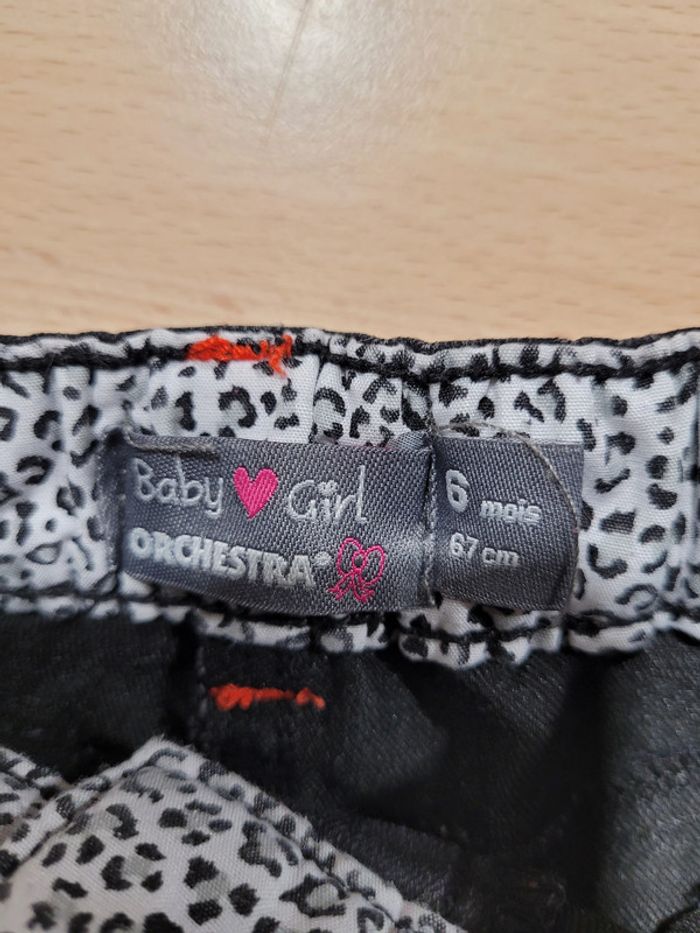 Baby Girl
ORCHESTRA®
6 mois
67 cm